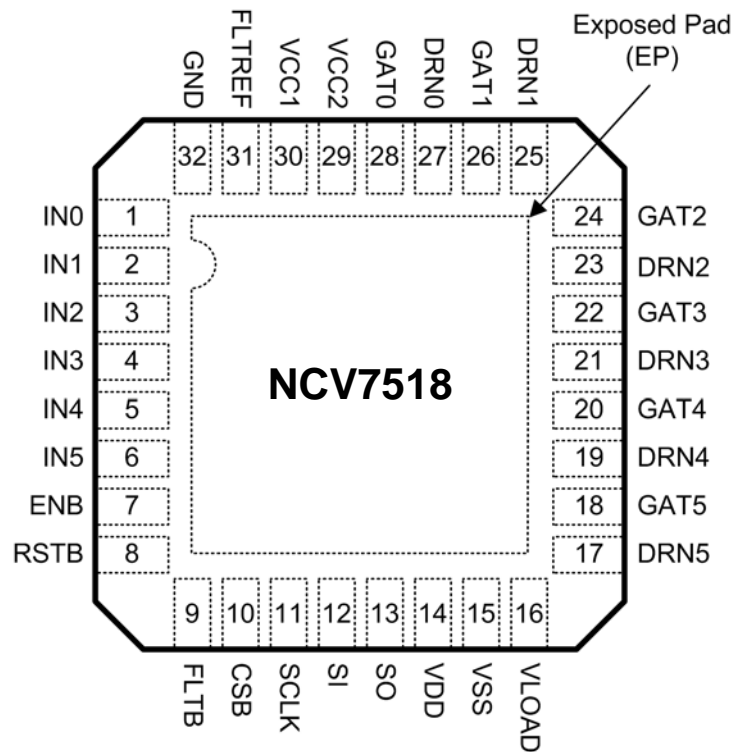 Exposed Pad
(EP)
GND FLTREF VCC1 VCC2 GAT0 DRN0 GAT1 DRN1
32 31 30 29 28 27 26 25
IN0 1 24 GAT2
IN1 2 23 DRN2
IN2 3 22 GAT3
IN3 4 21 DRN3
NCV7518
IN4 5 20 GAT4
IN5 6 19 DRN4
ENB 7 18 GAT5
RSTB 8 17 DRN5
9 10 11 12 13 14 15 16
FLTB CSB SCLK SI SO VDD VSS VLOAD